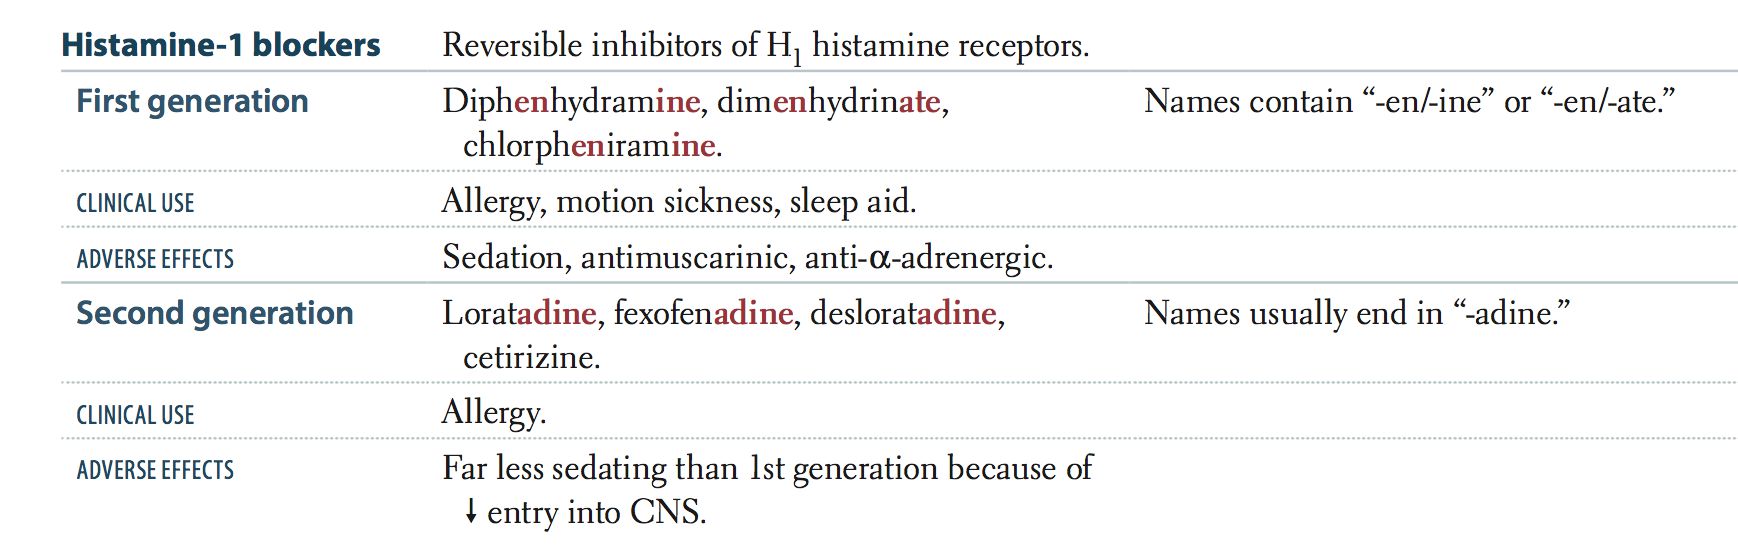 Histamine-1 blockers Reversible inhibitors of H1 histamine receptors.
First generation Diphenhydramine, dimenhydrinate, Names contain “-en/-ine” or “-en/-ate.”
chlorpheniramine.
CLINICAL USE Allergy, motion sickness, sleep aid.
ADVERSE EFFECTS Sedation, antimuscarinic, anti-α-adrenergic.
Second generation Loratadine, fexofenadine, desloratadine, Names usually end in “-adine.”
cetirizine.
CLINICAL USE Allergy.
ADVERSE EFFECTS Far less sedating than 1st generation because of
↓ entry into CNS.